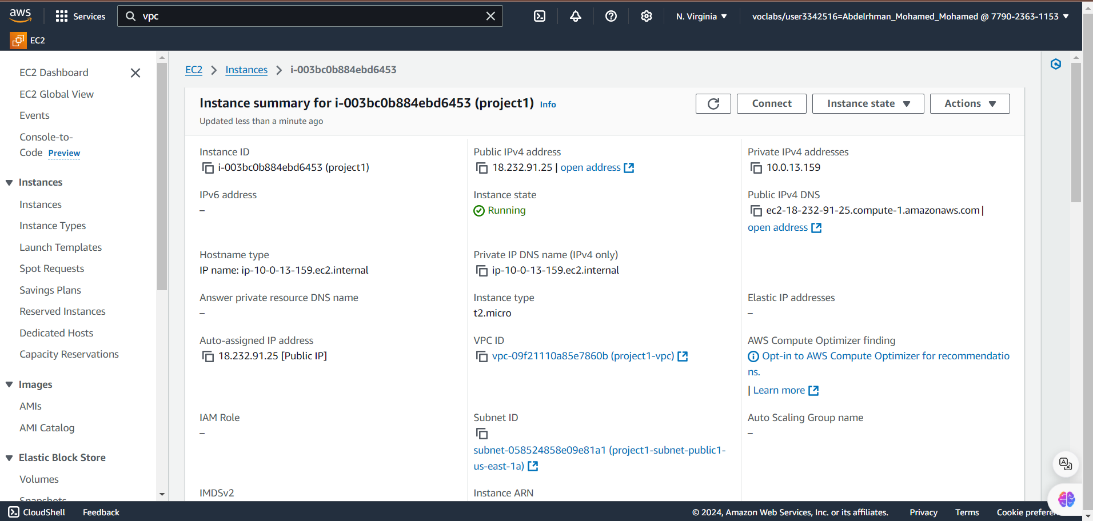 aws
Services
vpc
N. Virginia
voclabs/user3342516=Abdelrhman_Mohamed_Mohamed @ 7790-2363-1153
EC2
EC2 Dashboard
EC2 Global View
Events
Console-to-
Code Preview
Instances
Instances
Instance Types
Launch Templates
Spot Requests
Savings Plans
Reserved Instances
Dedicated Hosts
Capacity Reservations
Images
AMIs
AMI Catalog
Elastic Block Store
Volumes
Snapshots
EC2 > Instances > i-003bc0b884ebd6453
Instance summary for i-003bc0b884ebd6453 (project1) Info
Updated less than a minute ago
Connect
Instance state
Actions
Instance ID
i-003bc0b884ebd6453 (project1)
Public IPv4 address
18.232.91.25 | open address
Private IPv4 addresses
10.0.13.159
IPv6 address
–
Instance state
Running
Public IPv4 DNS
ec2-18-232-91-25.compute-1.amazonaws.com |
open address
Hostname type
IP name: ip-10-0-13-159.ec2.internal
Private IP DNS name (IPv4 only)
ip-10-0-13-159.ec2.internal
Answer private resource DNS name
–
Instance type
t2.micro
Elastic IP addresses
–
Auto-assigned IP address
18.232.91.25 [Public IP]
VPC ID
vpc-09f21110a85e7860b (project1-vpc)
AWS Compute Optimizer finding
Opt-in to AWS Compute Optimizer for recommendatio
ns.
| Learn more
IAM Role
–
Subnet ID
subnet-058524858e09e81a1 (project1-subnet-public1-
us-east-1a)
Auto Scaling Group name
–
IMDSv2
Instance ARN
CloudShell
Feedback
© 2024, Amazon Web Services, Inc. or its affiliates.
Privacy
Terms
Cookie prefere